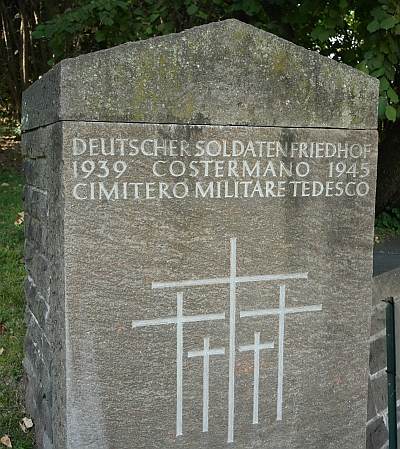 DEUTSCHER SOLDATENFRIEDHOF
1939 COSTERMANO 1945
CIMITERO MILITARE TEDESCO